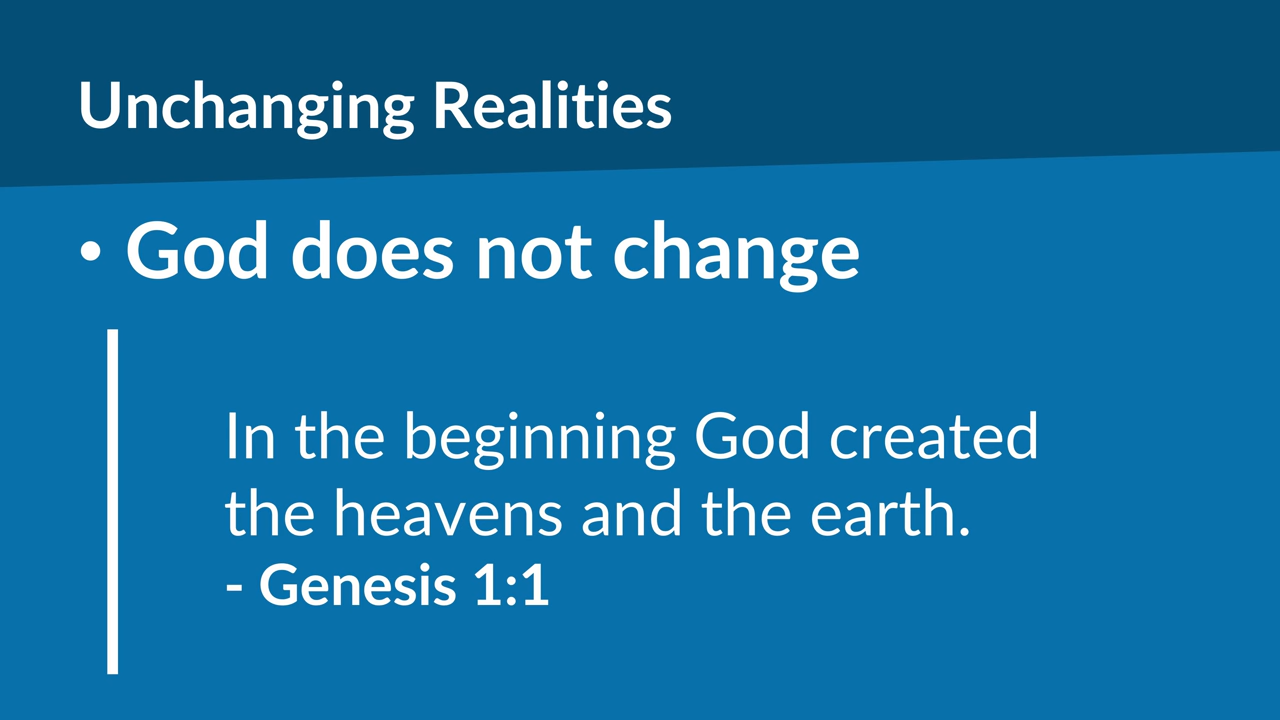 Unchanging Realities
• God does not change
In the beginning God created
the heavens and the earth.
- Genesis 1:1